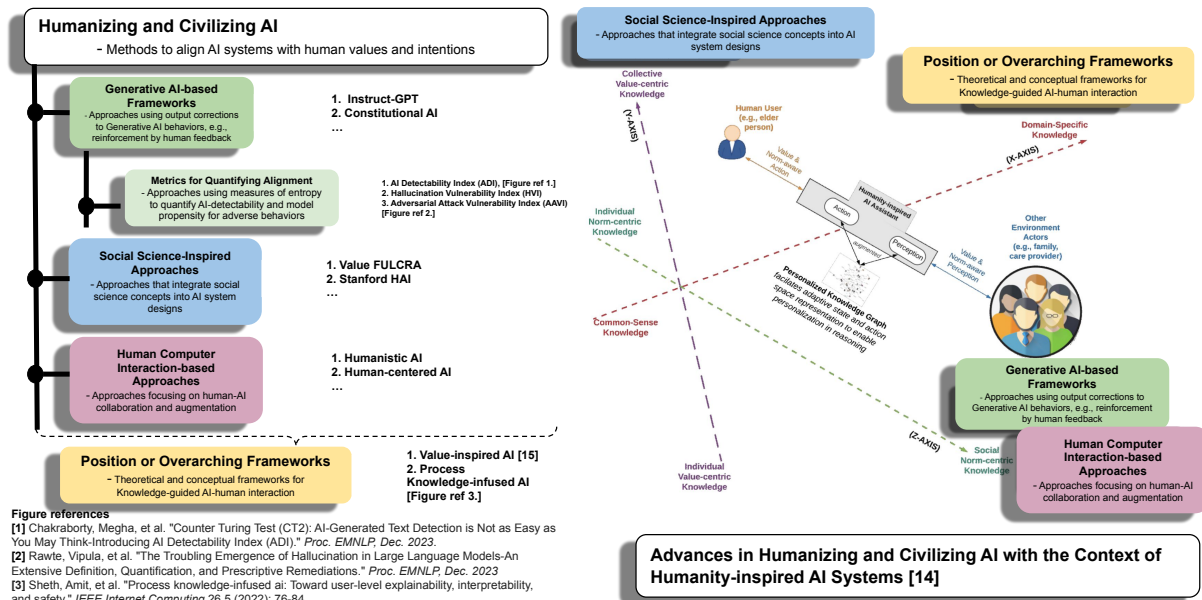 Humanizing and Civilizing AI
- Methods to align AI systems with human values and intentions
Generative AI-based
Frameworks
- Approaches using output corrections
to Generative AI behaviors, e.g.,
reinforcement by human feedback
1. Instruct-GPT
2. Constitutional AI
...
Metrics for Quantifying Alignment
- Approaches using measures of entropy
to quantify AI-detectability and model
propensity for adverse behaviors
1. AI Detectability Index (ADI), [Figure ref 1.]
2. Hallucination Vulnerability Index (HVI)
3. Adversarial Attack Vulnerability Index (AAVI)
[Figure ref 2.]
Social Science-Inspired
Approaches
- Approaches that integrate social
science concepts into AI system
designs
1. Value FULCRA
2. Stanford HAI
...
Human Computer
Interaction-based
Approaches
- Approaches focusing on human-AI
collaboration and augmentation
1. Humanistic AI
2. Human-centered AI
...
Position or Overarching Frameworks
- Theoretical and conceptual frameworks for
Knowledge-guided AI-human interaction
1. Value-inspired AI [15]
2. Process
Knowledge-infused AI
[Figure ref 3.]
Figure references
[1] Chakraborty, Megha, et al. "Counter Turing Test (CT2): AI-Generated Text Detection is Not as Easy as
You May Think-Introducing AI Detectability Index (ADI)." Proc. EMNLP, Dec. 2023.
[2] Rawte, Vipula, et al. "The Troubling Emergence of Hallucination in Large Language Models-An
Extensive Definition, Quantification, and Prescriptive Remediations." Proc. EMNLP, Dec. 2023
[3] Sheth, Amit, et al. "Process knowledge-infused ai: Toward user-level explainability, interpretability,
and safety." IEEE Internet Computing 26.5 (2022): 76-84
Social Science-Inspired Approaches
- Approaches that integrate social science concepts into AI
system designs
Position or Overarching Frameworks
- Theoretical and conceptual frameworks for
Knowledge-guided AI-human interaction
Collective
Value-centric
Knowledge
(Y-AXIS)
Human User
(e.g., elder
person)
Domain-Specific
Knowledge
(X-AXIS)
Value &
Norm-aware
Action
Humanity-inspired
AI Assistant
Action
Perception
augmented
Individual
Norm-centric
Knowledge
Other
Environment
Actors
(e.g., family,
care provider)
Value &
Norm-aware
Perception
Personalized Knowledge Graph
facilates adaptive state and action
space representation to enable
personalization in reasoning
Common-Sense
Knowledge
Generative AI-based
Frameworks
- Approaches using output corrections to
Generative AI behaviors, e.g., reinforcement
by human feedback
(Z-AXIS)
Social
Norm-centric
Knowledge
Individual
Value-centric
Knowledge
Human Computer
Interaction-based
Approaches
- Approaches focusing on human-AI
collaboration and augmentation
Advances in Humanizing and Civilizing AI with the Context of
Humanity-inspired AI Systems [14]